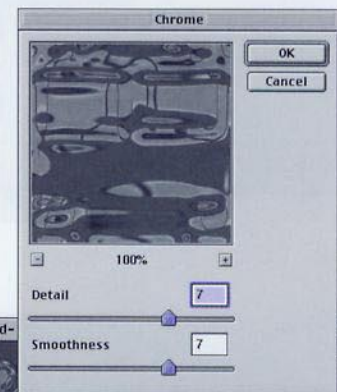 Chrome
OK
Cancel
- 100% +
Detail 7
Smoothness 7
d-